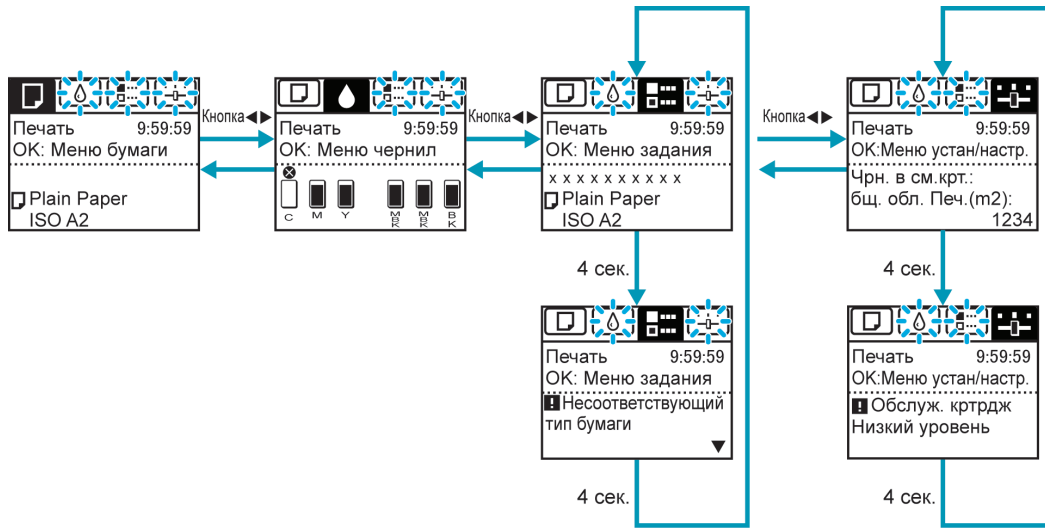 Печать 9:59:59
OK: Меню бумаги
Plain Paper
ISO A2
Кнопка◀▶
Печать 9:59:59
OK: Меню чернил
C M Y MBK MBK BK
Кнопка◀▶
Печать 9:59:59
OK: Меню задания
x x x x x x x x x x
Plain Paper
ISO A2
Кнопка◀▶
Печать 9:59:59
OK:Меню устан/настр.
Чрн. в см.крт.:
бщ. обл. Печ.(m2):
1234
4 сек.
4 сек.
Печать 9:59:59
OK: Меню задания
! Несоответствующий
тип бумаги
▼
Печать 9:59:59
OK:Меню устан/настр.
! Обслуж. кртрдж
Низкий уровень
4 сек.
4 сек.